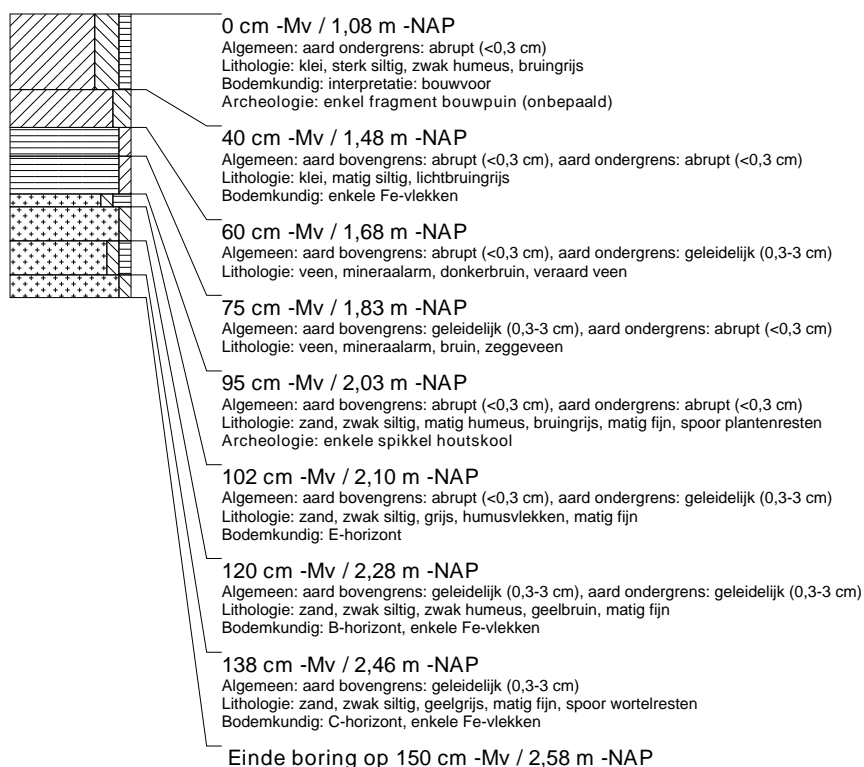 0 cm -Mv / 1,08 m -NAP
Algemeen: aard ondergrens: abrupt (<0,3 cm)
Lithologie: klei, sterk siltig, zwak humeus, bruingrijs
Bodemkundig: interpretatie: bouwvoor
Archeologie: enkel fragment bouwpuin (onbepaald)
40 cm -Mv / 1,48 m -NAP
Algemeen: aard bovengrens: abrupt (<0,3 cm), aard ondergrens: abrupt (<0,3 cm)
Lithologie: klei, matig siltig, lichtbruingrijs
Bodemkundig: enkele Fe-vlekken
60 cm -Mv / 1,68 m -NAP
Algemeen: aard bovengrens: abrupt (<0,3 cm), aard ondergrens: geleidelijk (0,3-3 cm)
Lithologie: veen, mineraalarm, donkerbruin, veraard veen
75 cm -Mv / 1,83 m -NAP
Algemeen: aard bovengrens: geleidelijk (0,3-3 cm), aard ondergrens: abrupt (<0,3 cm)
Lithologie: veen, mineraalarm, bruin, zeggeveen
95 cm -Mv / 2,03 m -NAP
Algemeen: aard bovengrens: abrupt (<0,3 cm), aard ondergrens: abrupt (<0,3 cm)
Lithologie: zand, zwak siltig, matig humeus, bruingrijs, matig fijn, spoor plantenresten
Archeologie: enkele spikkel houtskool
102 cm -Mv / 2,10 m -NAP
Algemeen: aard bovengrens: abrupt (<0,3 cm), aard ondergrens: geleidelijk (0,3-3 cm)
Lithologie: zand, zwak siltig, grijs, humusvlekken, matig fijn
Bodemkundig: E-horizont
120 cm -Mv / 2,28 m -NAP
Algemeen: aard bovengrens: geleidelijk (0,3-3 cm), aard ondergrens: geleidelijk (0,3-3 cm)
Lithologie: zand, zwak siltig, zwak humeus, geelbruin, matig fijn
Bodemkundig: B-horizont, enkele Fe-vlekken
138 cm -Mv / 2,46 m -NAP
Algemeen: aard bovengrens: geleidelijk (0,3-3 cm)
Lithologie: zand, zwak siltig, geelgrijs, matig fijn, spoor wortelresten
Bodemkundig: C-horizont, enkele Fe-vlekken
Einde boring op 150 cm -Mv / 2,58 m -NAP